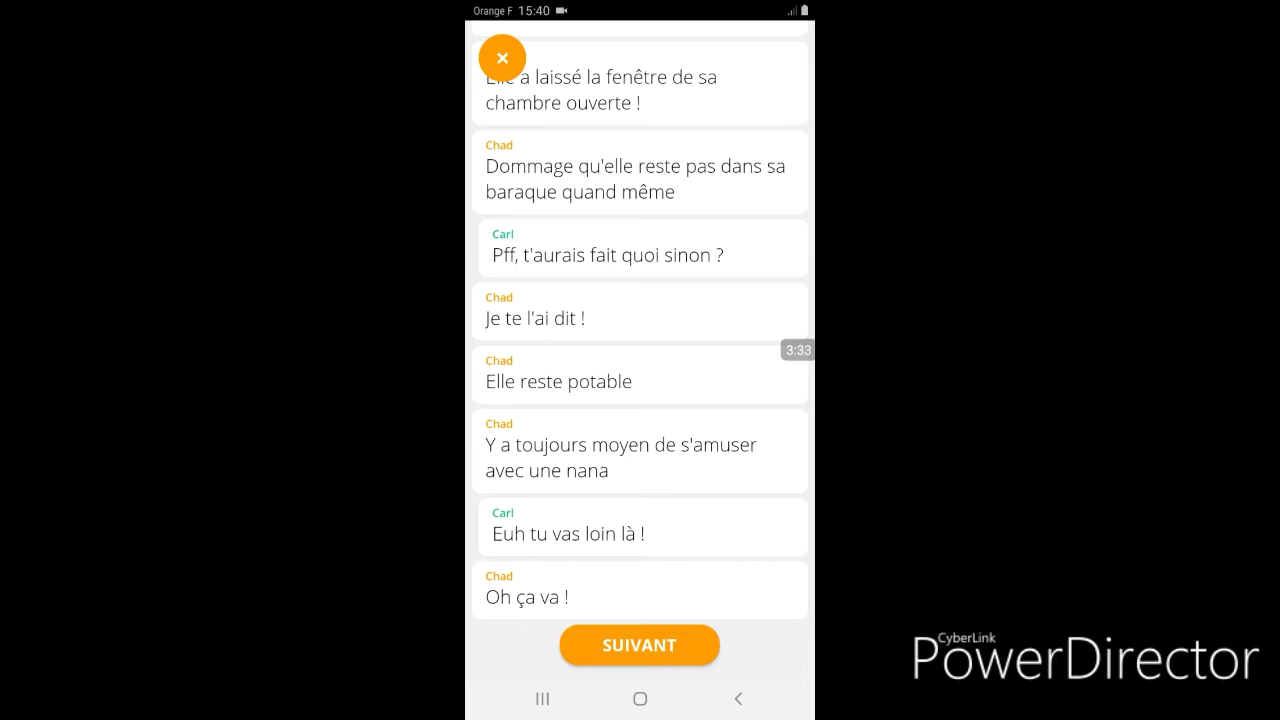 Orange F 15:40
×
Elle a laissé la fenêtre de sa
chambre ouverte !
Chad
Dommage qu'elle reste pas dans sa
baraque quand même
Carl
Pff, t'aurais fait quoi sinon ?
Chad
Je te l'ai dit !
3:33
Chad
Elle reste potable
Chad
Y a toujours moyen de s'amuser
avec une nana
Carl
Euh tu vas loin là !
Chad
Oh ça va !
SUIVANT
CyberLink
PowerDirector